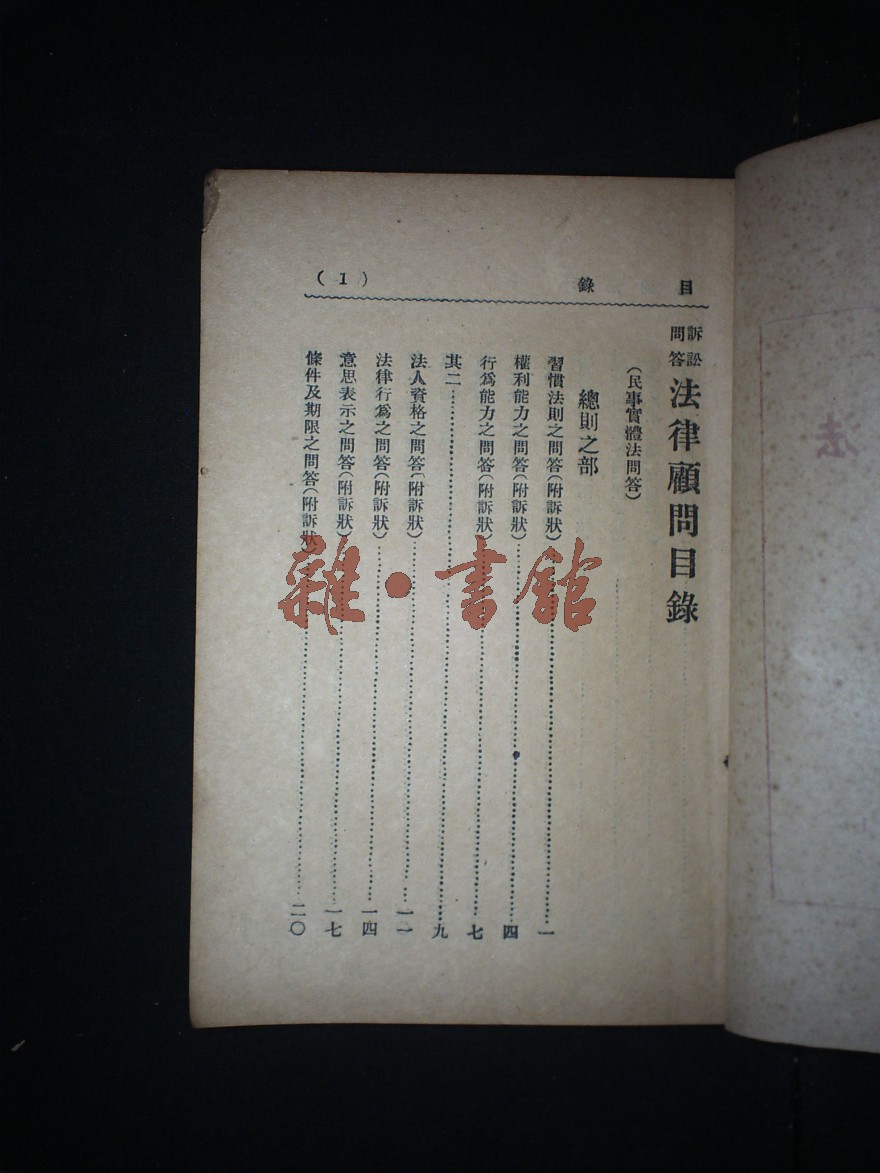 目錄
(1)
訴訟問答法律顧問目錄
(民事實體法問答)
總則之部
習慣法則之問答(附訴狀)……一
權利能力之問答(附訴狀)……四
行爲能力之問答(附訴狀)……七
其二……九
法人資格之問答(附訴狀)……一一
法律行爲之問答(附訴狀)……一四
意思表示之問答(附訴狀)……一七
條件及期限之問答(附訴狀)……二〇
雜·書館
法